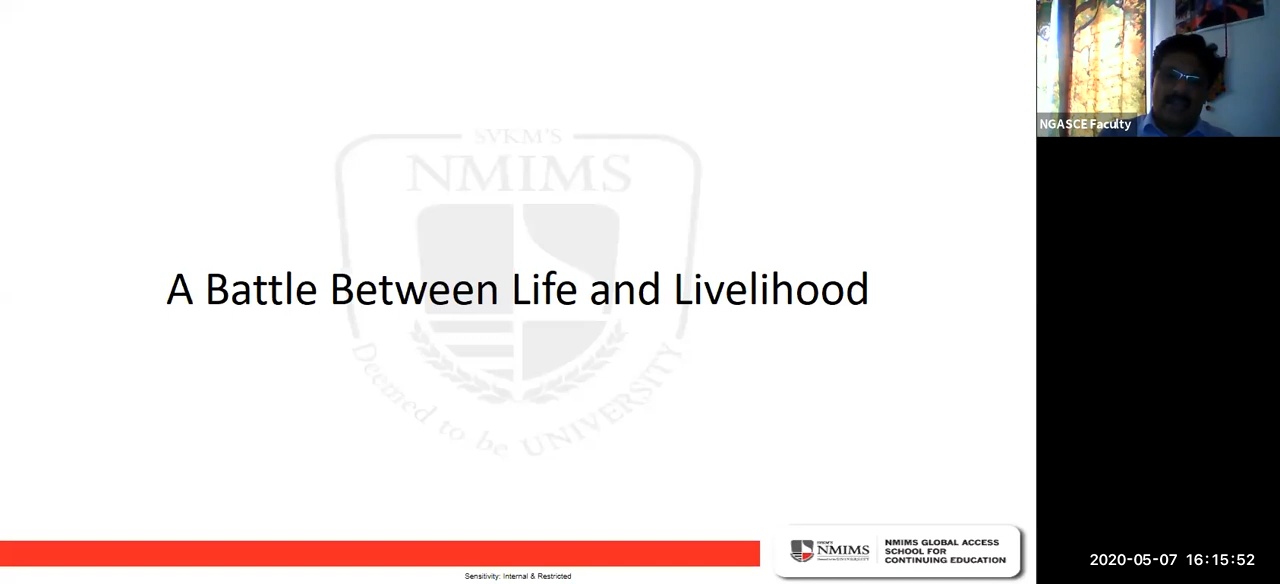 SVKM'S
NMIMS
A Battle Between Life and Livelihood
Deemed to be UNIVERSITY
NMIMS
NMIMS GLOBAL ACCESS
SCHOOL FOR
CONTINUING EDUCATION
Sensitivity: Internal & Restricted
NGASCE Faculty
2020-05-07 16:15:52